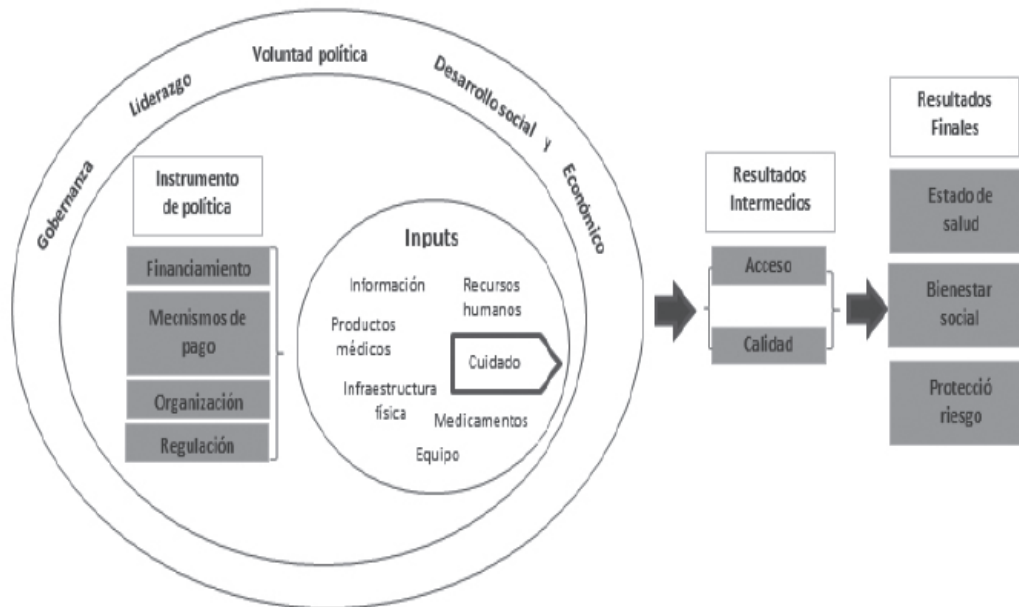 Voluntad política
Liderazgo
Desarrollo social y
Económico
Gobernanza
Instrumento
de política
Financiamiento
Mecnismos de
pago
Organización
Regulación
Inputs
Información
Recursos
humanos
Productos
médicos
Cuidado
Infraestructura
física
Medicamentos
Equipo
Resultados
Intermedios
Acceso
Calidad
Resultados
Finales
Estado de
salud
Bienestar
social
Protecció
riesgo